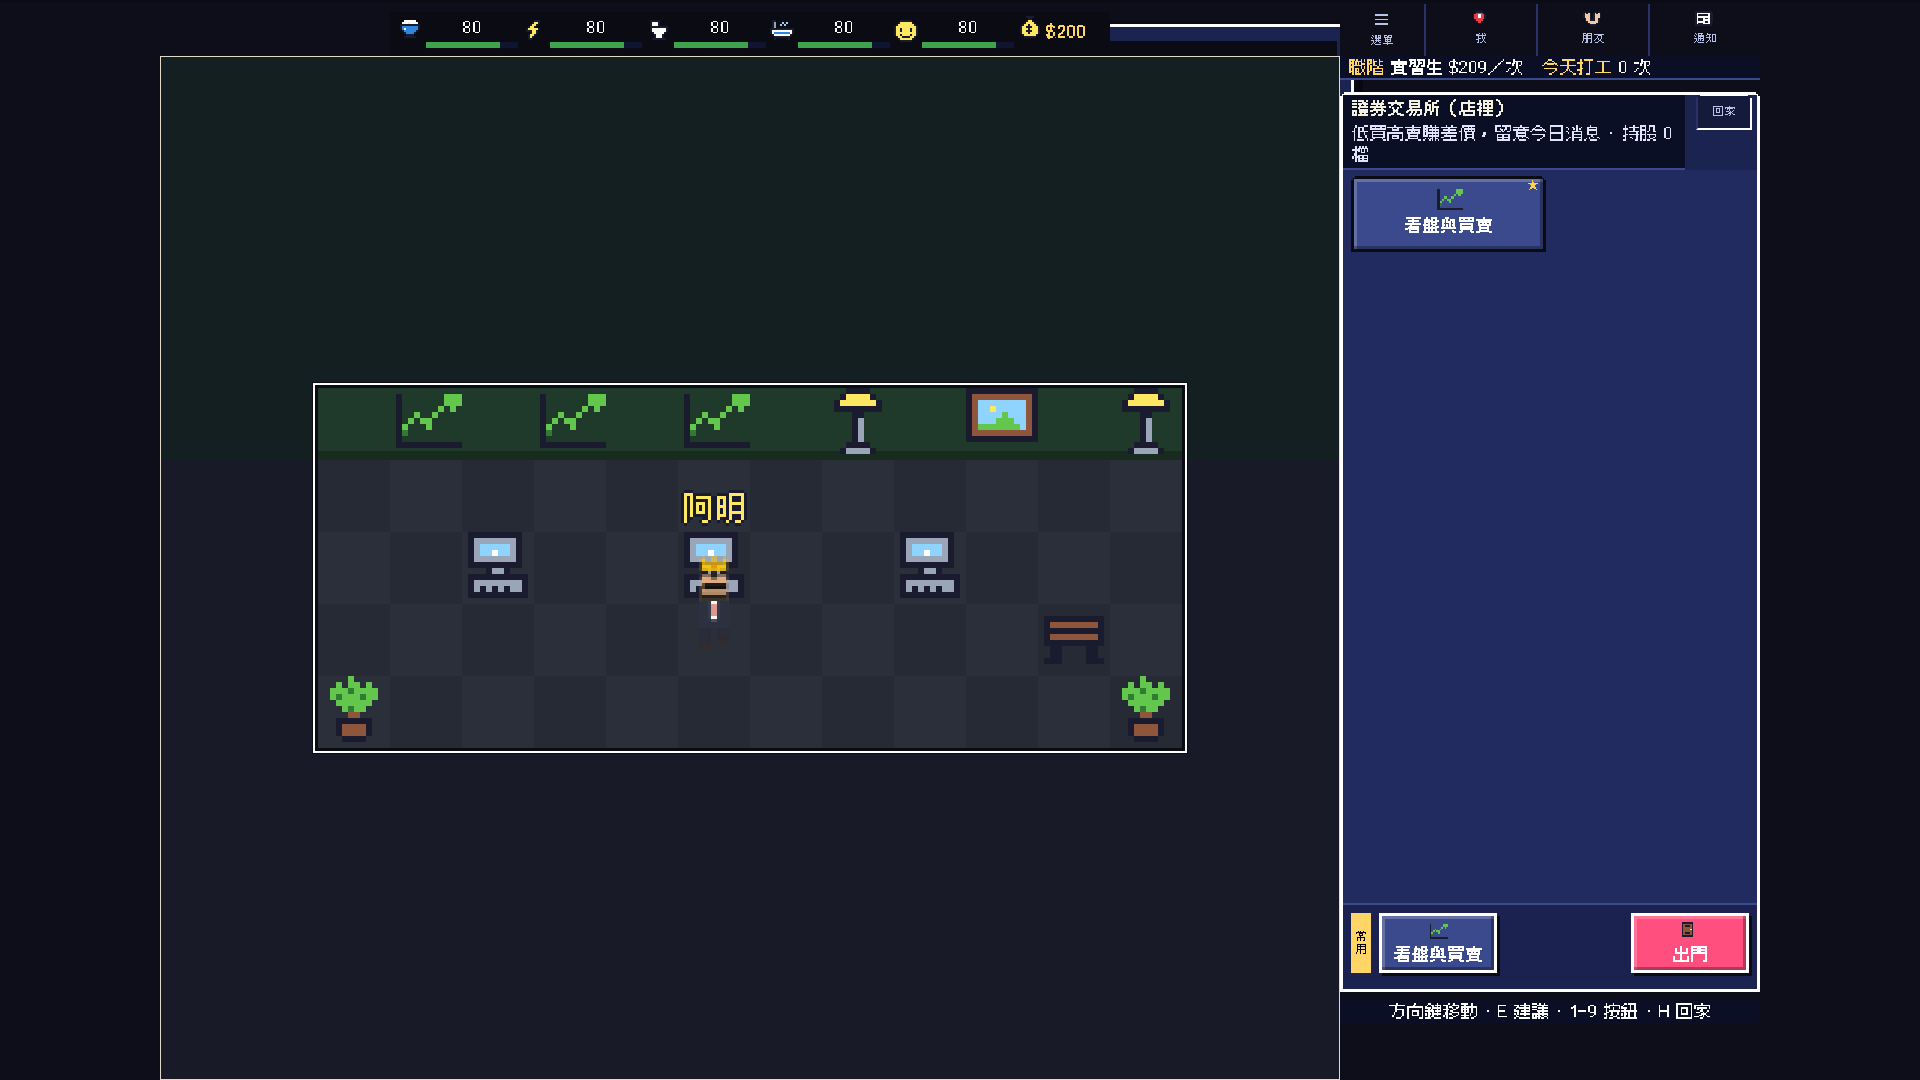 80 80 80 80 80 $200
選單 我 朋友 通知
職階 實習生 $209／次 今天打工 0 次
證券交易所（店裡）
回家
低買高賣賺差價，留意今日消息 · 持股 0
檔
看盤與買賣
阿明
常用
看盤與買賣
出門
方向鍵移動 · E 建議 · 1-9 按鈕 · H 回家